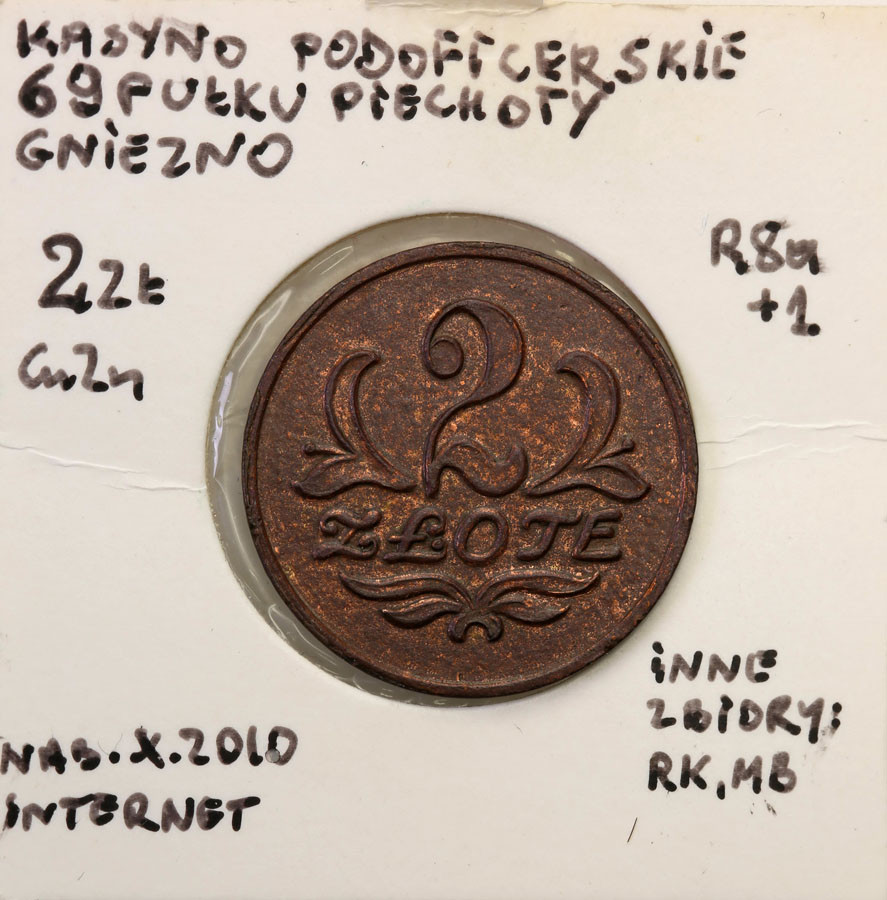 KASYNO PODOFICERSKIE
69 PUŁKU PIECHOTY
GNIEZNO
2 Zł
CuZn
R8a
+1
2
ZŁOTE
NAB. X. 2010
INTERNET
INNE
ZBIORY:
RK, MB